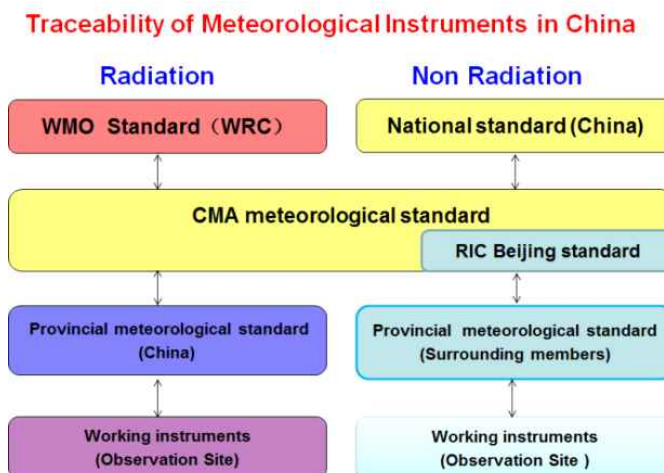 Traceability of Meteorological Instruments in China
Radiation
Non Radiation
WMO Standard（WRC）
National standard (China)
CMA meteorological standard
RIC Beijing standard
Provincial meteorological standard
(China)
Provincial meteorological standard
(Surrounding members)
Working instruments
(Observation Site)
Working instruments
(Observation Site )